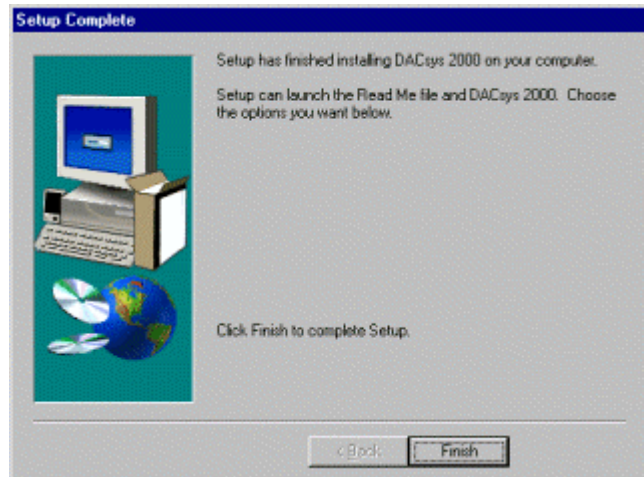 Setup Complete
Setup has finished installing DACsys 2000 on your computer.
Setup can launch the Read Me file and DACsys 2000.  Choose
the options you want below.
Click Finish to complete Setup.
< Back
Finish